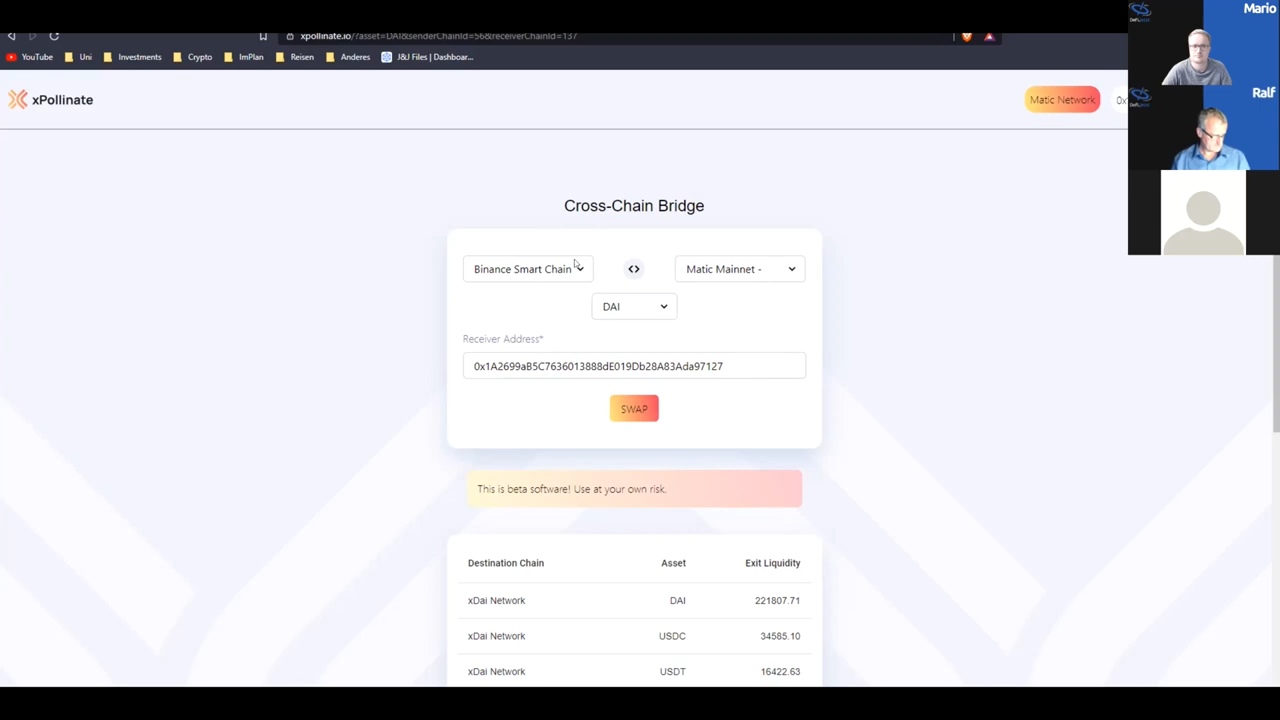 Mario
xpollinate.io/?asset=DAI&senderChainId=56&receiverChainId=137
YouTube Uni Investments Crypto ImPlan Reisen Anderes J&J Files | Dashboar...
xPollinate
Matic Network
0x
Ralf
Cross-Chain Bridge
Binance Smart Chain
Matic Mainnet -
DAI
Receiver Address*
0x1A2699aB5C7636013888dE019Db28A83Ada97127
SWAP
This is beta software! Use at your own risk.
Destination Chain Asset Exit Liquidity
xDai Network DAI 221807.71
xDai Network USDC 34585.10
xDai Network USDT 16422.63